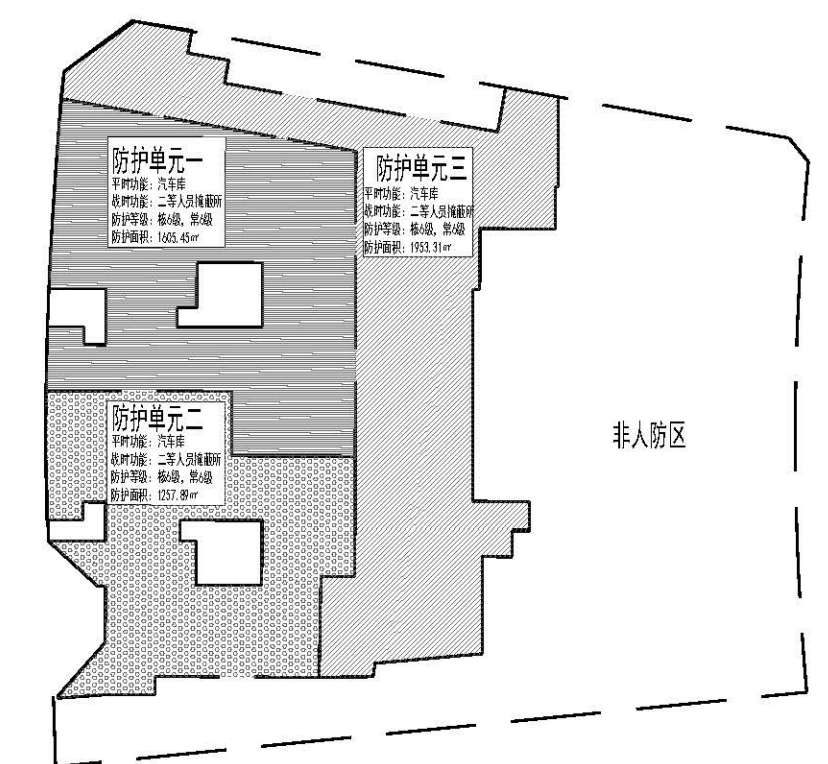 防护单元一
平时功能：汽车库
战时功能：二等人员掩蔽所
防护等级：核6级，常6级
防护面积：1605.45㎡
防护单元三
平时功能：汽车库
战时功能：二等人员掩蔽所
防护等级：核6级，常6级
防护面积：1953.31㎡
防护单元二
平时功能：汽车库
战时功能：二等人员掩蔽所
防护等级：核6级，常6级
防护面积：1257.89㎡
非人防区